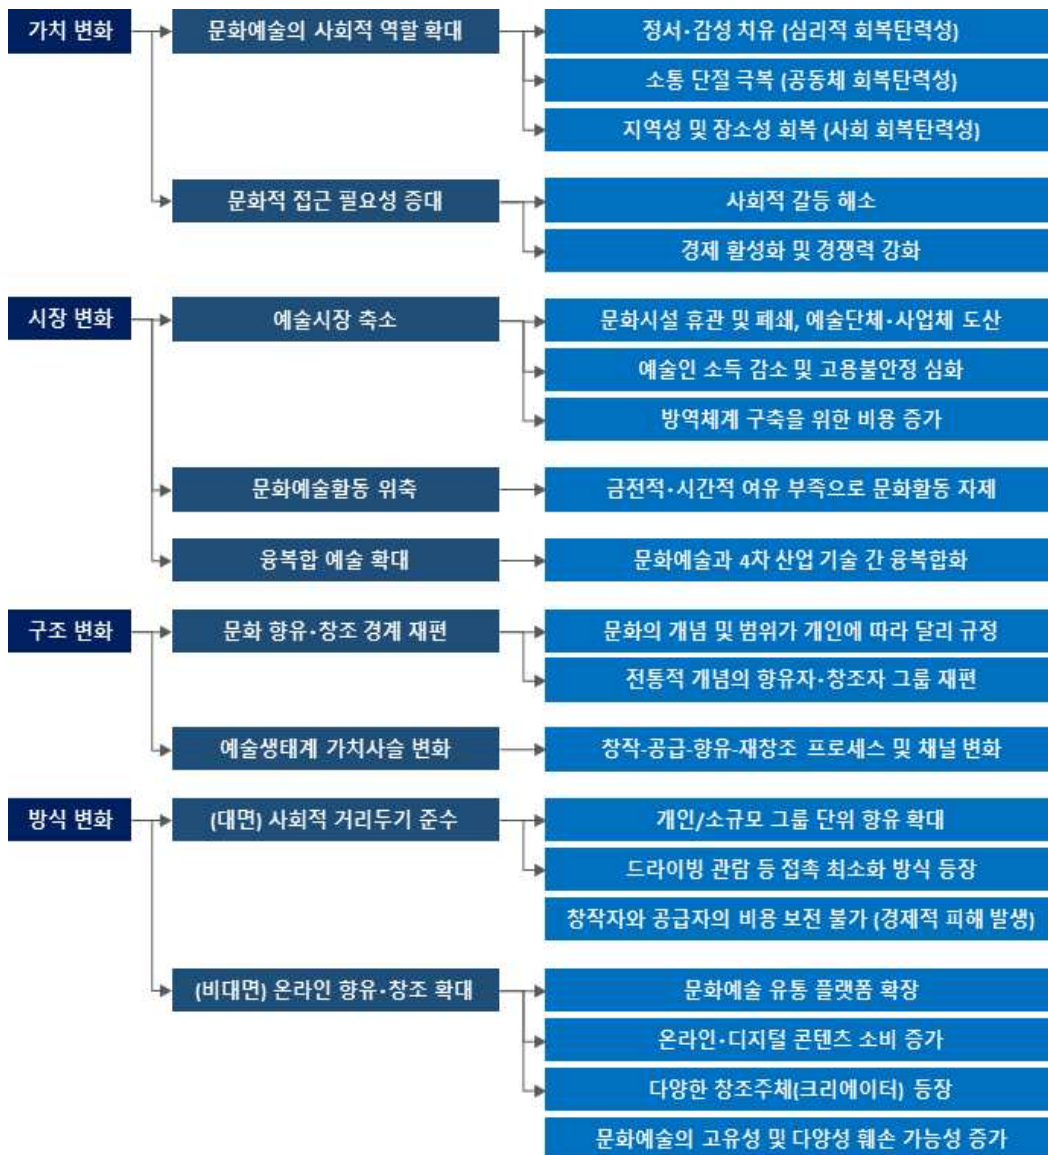 가치 변화
문화예술의 사회적 역할 확대
정서·감성 치유 (심리적 회복탄력성)
소통 단절 극복 (공동체 회복탄력성)
지역성 및 장소성 회복 (사회 회복탄력성)
문화적 접근 필요성 증대
사회적 갈등 해소
경제 활성화 및 경쟁력 강화
시장 변화
예술시장 축소
문화시설 휴관 및 폐쇄, 예술단체·사업체 도산
예술인 소득 감소 및 고용불안정 심화
방역체계 구축을 위한 비용 증가
문화예술활동 위축
금전적·시간적 여유 부족으로 문화활동 자제
융복합 예술 확대
문화예술과 4차 산업 기술 간 융복합화
구조 변화
문화 향유·창조 경계 재편
문화의 개념 및 범위가 개인에 따라 달리 규정
전통적 개념의 향유자·창조자 그룹 재편
예술생태계 가치사슬 변화
창작-공급-향유-재창조 프로세스 및 채널 변화
방식 변화
(대면) 사회적 거리두기 준수
개인/소규모 그룹 단위 향유 확대
드라이빙 관람 등 접촉 최소화 방식 등장
창작자와 공급자의 비용 보전 불가 (경제적 피해 발생)
(비대면) 온라인 향유·창조 확대
문화예술 유통 플랫폼 확장
온라인·디지털 콘텐츠 소비 증가
다양한 창조주체(크리에이터) 등장
문화예술의 고유성 및 다양성 훼손 가능성 증가